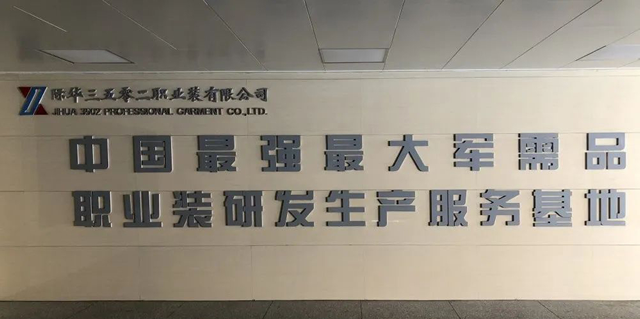 际华三五零二职业装有限公司
JIHUA 3502 PROFESSIONAL GARMENT CO.,LTD.
中国最强最大军需品
职业装研发生产服务基地